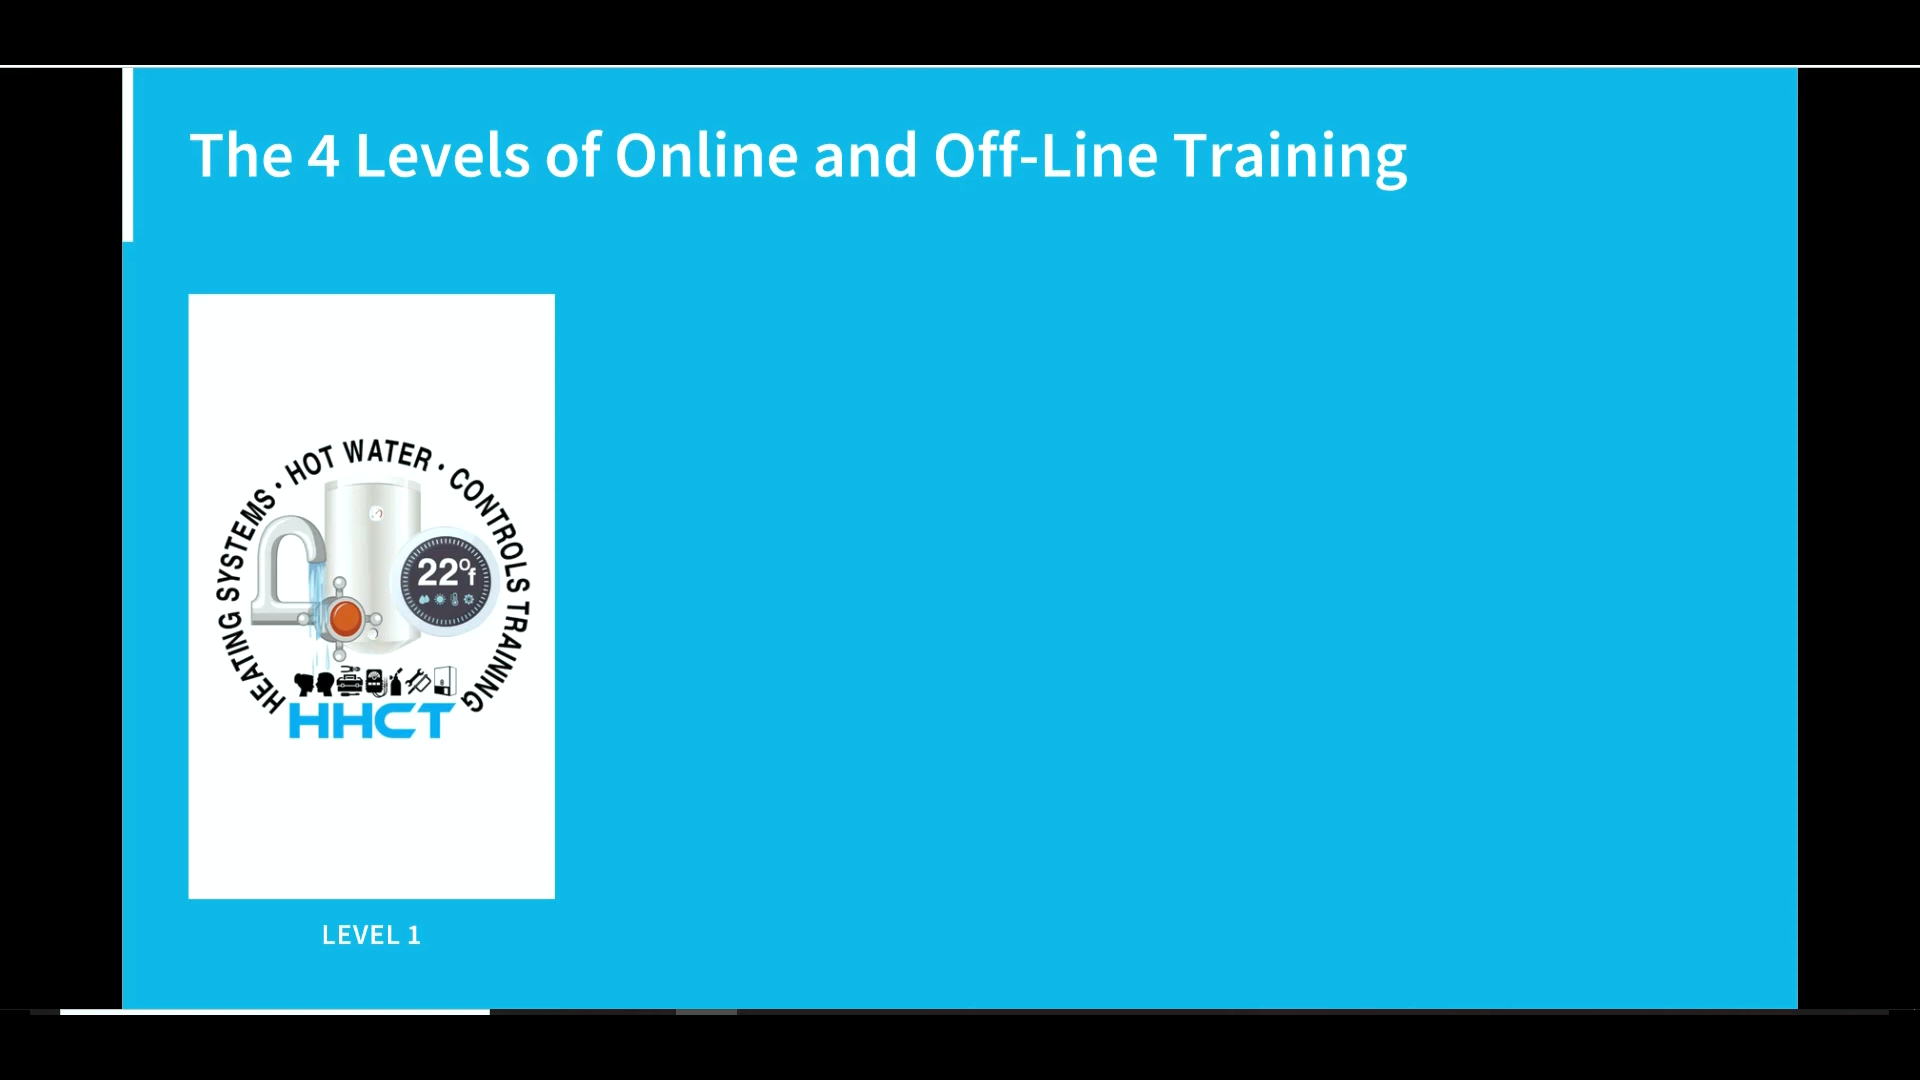 The 4 Levels of Online and Off-Line Training
HEATING SYSTEMS • HOT WATER • CONTROLS TRAINING
22°f
HHCT
LEVEL 1